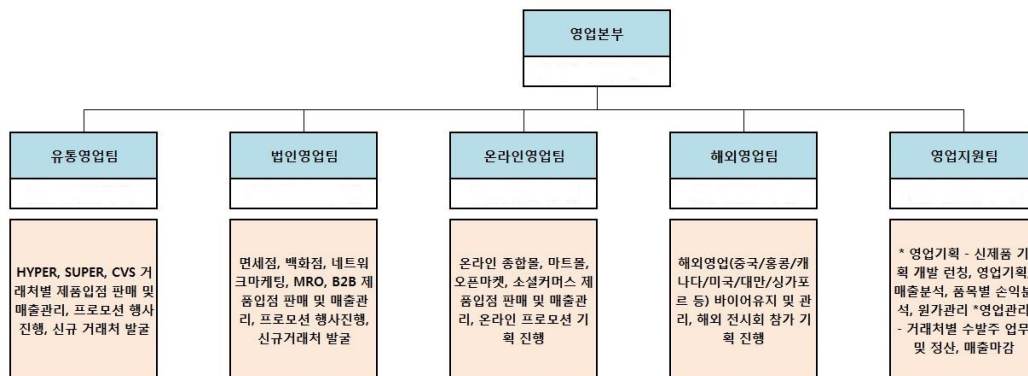 영업본부
유통영업팀
법인영업팀
온라인영업팀
해외영업팀
영업지원팀
HYPER, SUPER, CVS 거
래처별 제품입점 판매 및
매출관리, 프로모션 행사
진행, 신규 거래처 발굴
면세점, 백화점, 네트워
크마케팅, MRO, B2B 제
품입점 판매 및 매출관
리, 프로모션 행사진행,
신규거래처 발굴
온라인 종합몰, 마트몰,
오픈마켓, 소셜커머스 제
품입점 판매 및 매출관
리, 온라인 프로모션 기
획 진행
해외영업(중국/홍콩/캐
나다/미국/대만/싱가포
르 등) 바이어유지 및 관
리, 해외 전시회 참가 기
획 진행
* 영업기획 - 신제품 기
획 개발 런칭, 영업기획,
매출분석, 품목별 손익분
석, 원가관리 *영업관리
- 거래처별 수발주 업무
및 정산, 매출마감